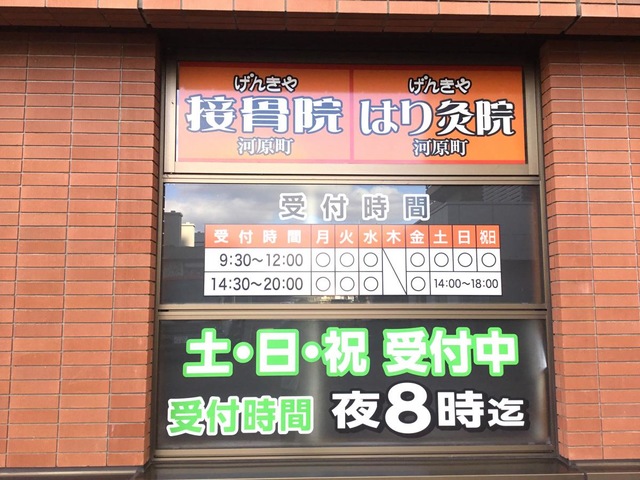 げんきや げんきや
接骨院 はり灸院
河原町 河原町
受付時間
受付時間 月 火 水 木 金 土 日 祝日
9:30〜12:00 ○ ○ ○ ○ ○ ○ ○
14:30〜20:00 ○ ○ ○ ○ 14:00〜18:00
土・日・祝 受付中
受付時間 夜8時迄